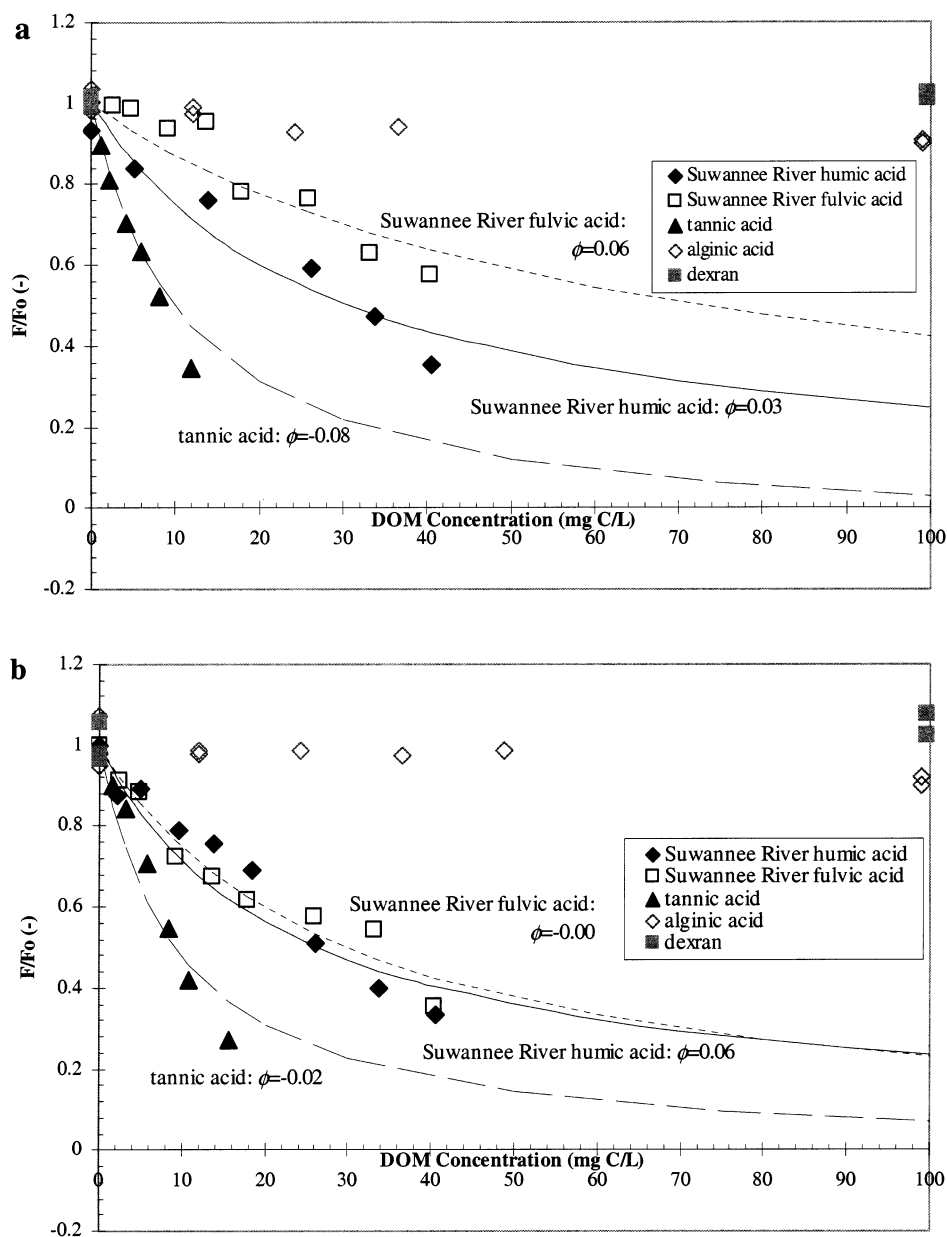 a
1.2
1
0.8
0.6
0.4
0.2
0
-0.2
F/Fo (-)
Suwannee River humic acid
Suwannee River fulvic acid
tannic acid
alginic acid
dexran
Suwannee River fulvic acid:
ϕ=0.06
Suwannee River humic acid: ϕ=0.03
tannic acid: ϕ=-0.08
DOM Concentration (mg C/L)
0 10 20 30 40 50 60 70 80 90 100
b
1.2
1
0.8
0.6
0.4
0.2
0
-0.2
F/Fo (-)
Suwannee River humic acid
Suwannee River fulvic acid
tannic acid
alginic acid
dexran
Suwannee River fulvic acid:
ϕ=-0.00
Suwannee River humic acid: ϕ=0.06
tannic acid: ϕ=-0.02
DOM Concentration (mg C/L)
0 10 20 30 40 50 60 70 80 90 100